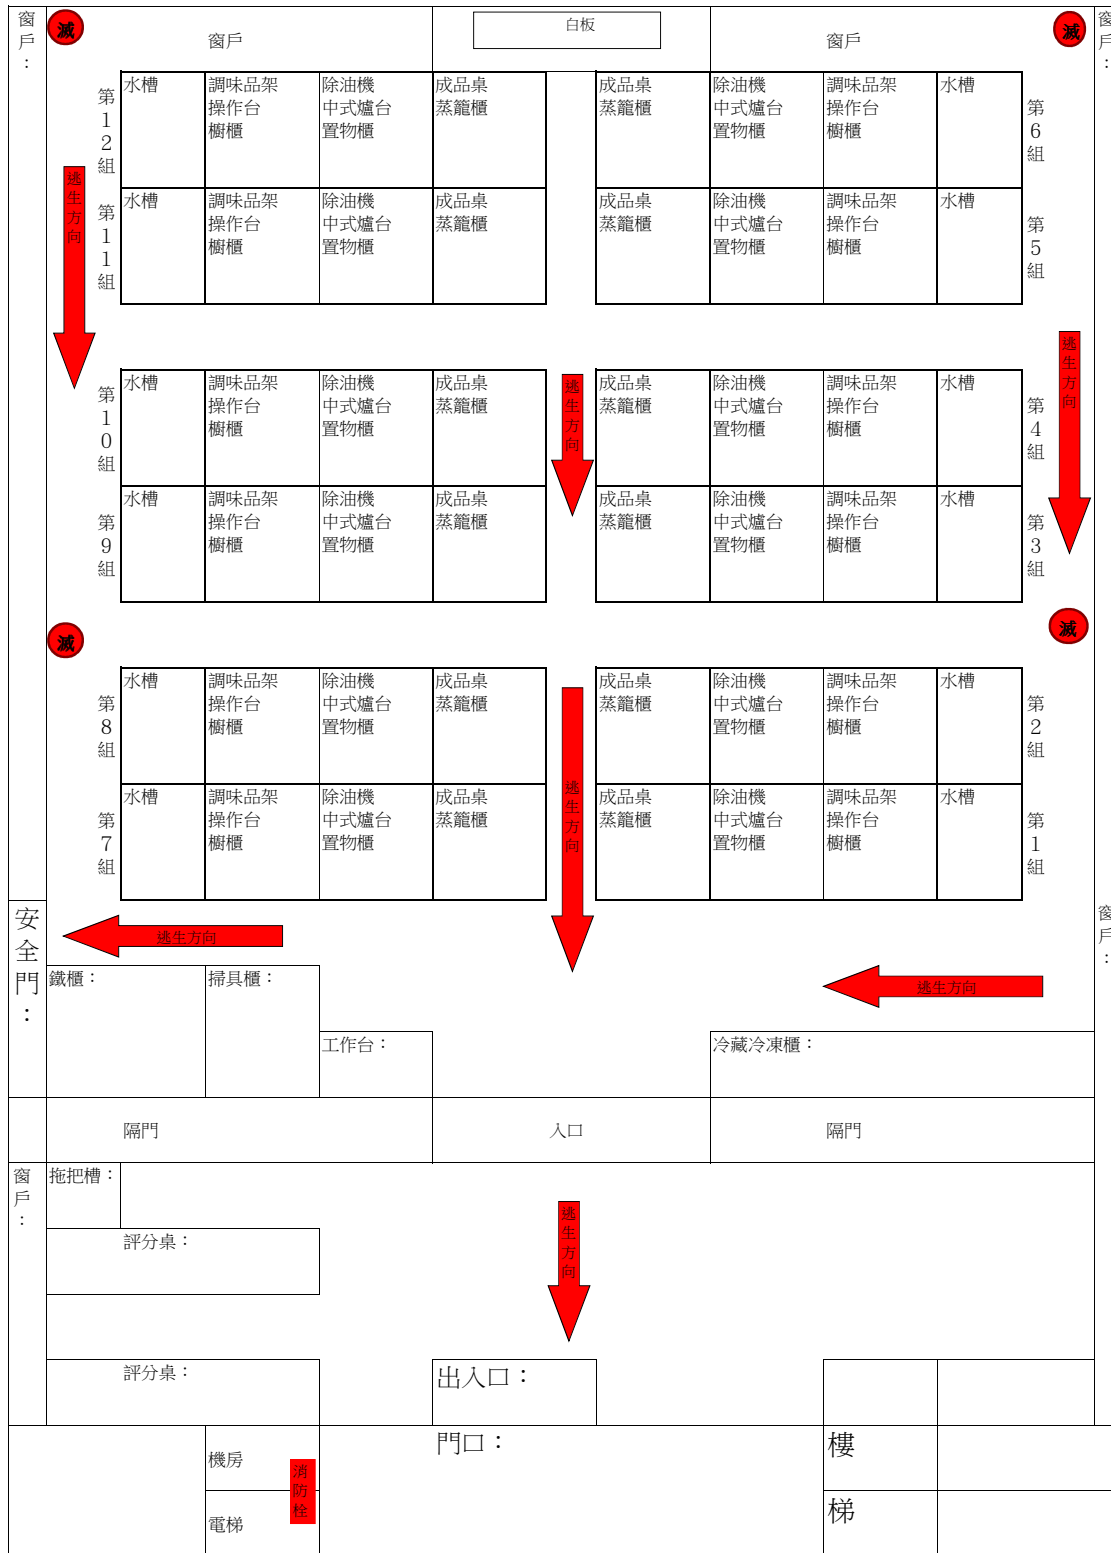 窗戶：
滅
窗戶
白板
窗戶
滅
窗戶：
第12組
水槽
調味品架
操作台
櫥櫃
除油機
中式爐台
置物櫃
成品桌
蒸籠櫃
成品桌
蒸籠櫃
除油機
中式爐台
置物櫃
調味品架
操作台
櫥櫃
水槽
第6組
逃生方向
第11組
水槽
調味品架
操作台
櫥櫃
除油機
中式爐台
置物櫃
成品桌
蒸籠櫃
成品桌
蒸籠櫃
除油機
中式爐台
置物櫃
調味品架
操作台
櫥櫃
水槽
第5組
逃生方向
第10組
水槽
調味品架
操作台
櫥櫃
除油機
中式爐台
置物櫃
成品桌
蒸籠櫃
逃生方向
成品桌
蒸籠櫃
除油機
中式爐台
置物櫃
調味品架
操作台
櫥櫃
水槽
第4組
第9組
水槽
調味品架
操作台
櫥櫃
除油機
中式爐台
置物櫃
成品桌
蒸籠櫃
成品桌
蒸籠櫃
除油機
中式爐台
置物櫃
調味品架
操作台
櫥櫃
水槽
第3組
滅
滅
第8組
水槽
調味品架
操作台
櫥櫃
除油機
中式爐台
置物櫃
成品桌
蒸籠櫃
成品桌
蒸籠櫃
除油機
中式爐台
置物櫃
調味品架
操作台
櫥櫃
水槽
第2組
逃生方向
第7組
水槽
調味品架
操作台
櫥櫃
除油機
中式爐台
置物櫃
成品桌
蒸籠櫃
成品桌
蒸籠櫃
除油機
中式爐台
置物櫃
調味品架
操作台
櫥櫃
水槽
第1組
安全門：
逃生方向
窗戶：
鐵櫃：
掃具櫃：
逃生方向
工作台：
冷藏冷凍櫃：
隔門
入口
隔門
窗戶：
拖把槽：
逃生方向
評分桌：
評分桌：
出入口：
機房
消防栓
門口：
樓
電梯
梯